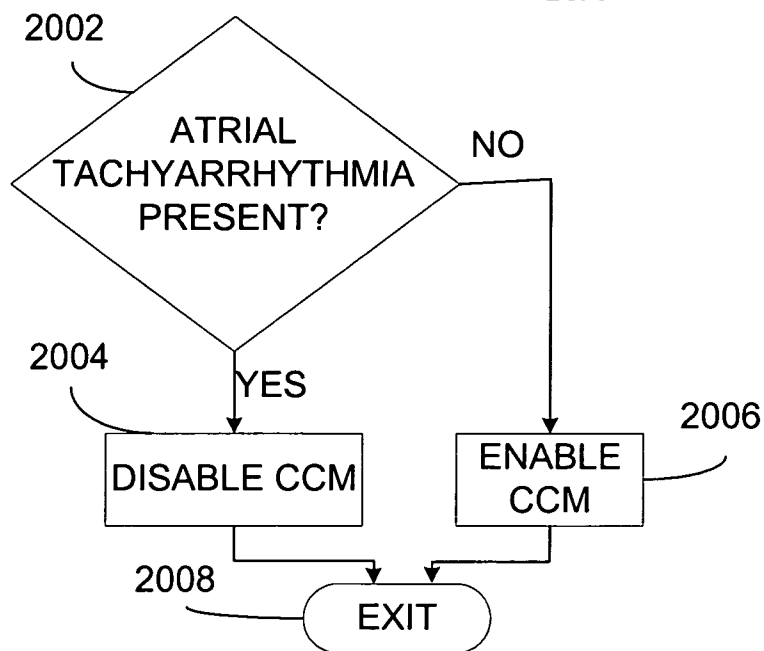 2002
ATRIAL
TACHYARRHYTHMIA
PRESENT?
NO
2004
YES
DISABLE CCM
ENABLE
CCM
2006
2008
EXIT